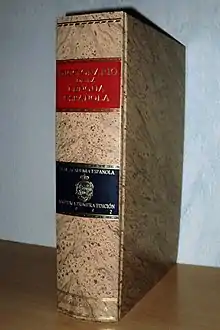 DICCIONARIO
DE LA
LENGUA
ESPAÑOLA
REAL ACADEMIA ESPAÑOLA
VIGÉSIMA PRIMERA EDICIÓN